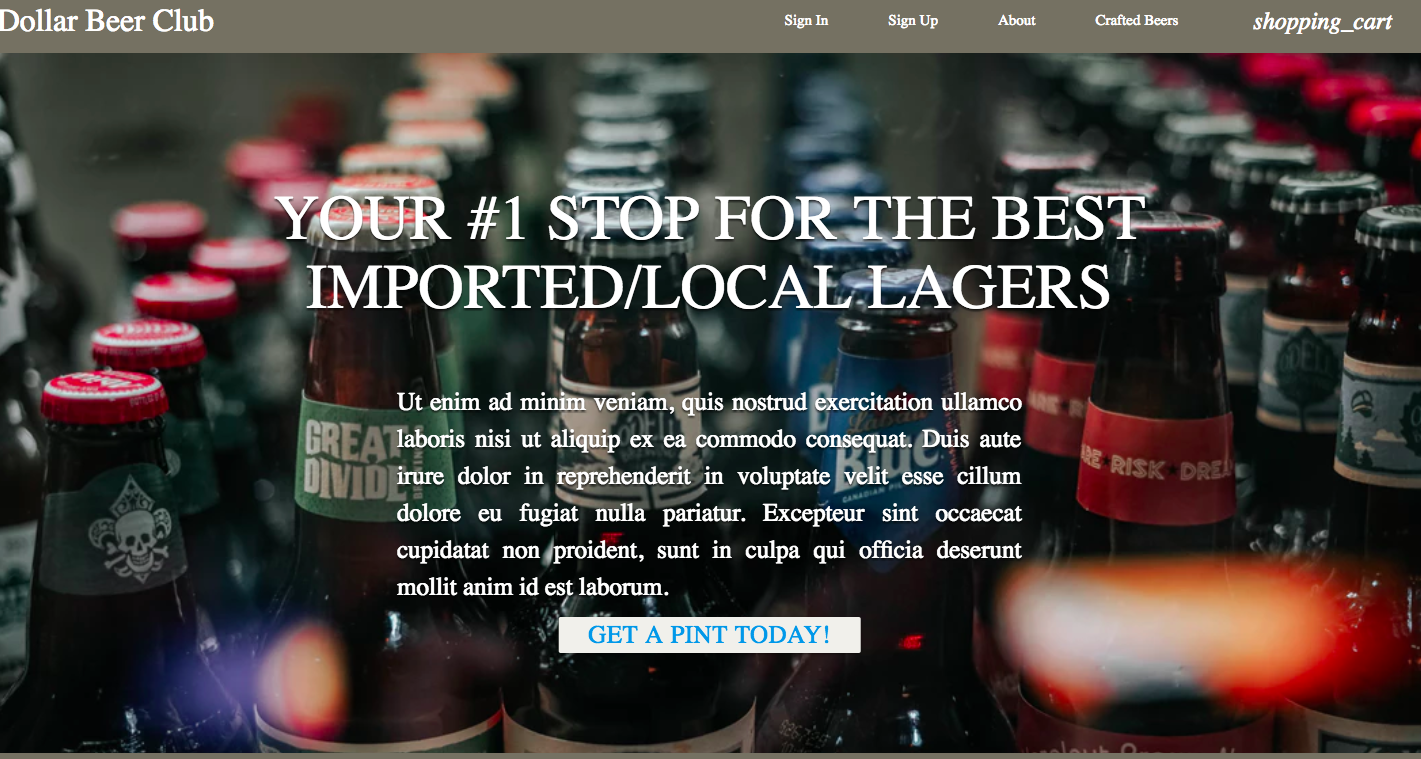 Dollar Beer Club
Sign In
Sign Up
About
Crafted Beers
shopping_cart
YOUR #1 STOP FOR THE BEST
IMPORTED/LOCAL LAGERS
Ut enim ad minim veniam, quis nostrud exercitation ullamco
laboris nisi ut aliquip ex ea commodo consequat. Duis aute
irure dolor in reprehenderit in voluptate velit esse cillum
dolore eu fugiat nulla pariatur. Excepteur sint occaecat
cupidatat non proident, sunt in culpa qui officia deserunt
mollit anim id est laborum.
GET A PINT TODAY!
GREAT
DIVIDE
ODELL
Labatt
Blue
CANADIAN
RISK